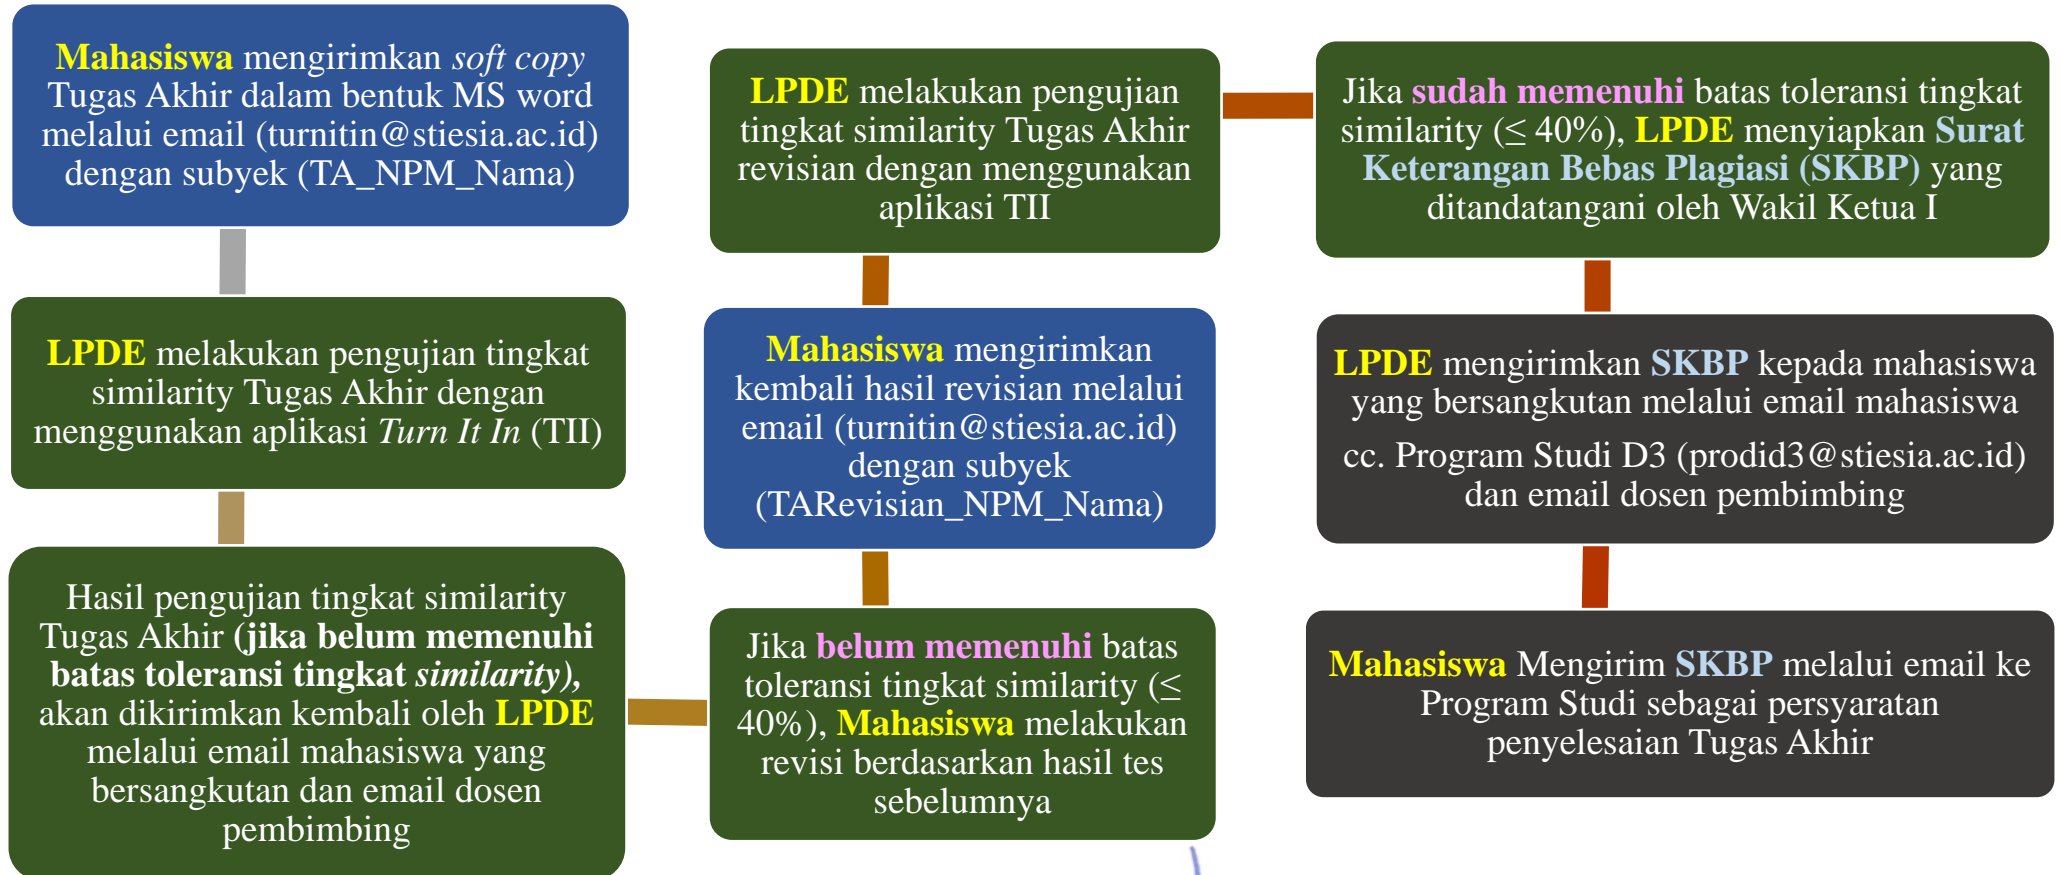 Mahasiswa mengirimkan soft copy
Tugas Akhir dalam bentuk MS word
melalui email (turnitin@stiesia.ac.id)
dengan subyek (TA_NPM_Nama)
LPDE melakukan pengujian tingkat
similarity Tugas Akhir dengan
menggunakan aplikasi Turn It In (TII)
Hasil pengujian tingkat similarity
Tugas Akhir (jika belum memenuhi
batas toleransi tingkat similarity),
akan dikirimkan kembali oleh LPDE
melalui email mahasiswa yang
bersangkutan dan email dosen
pembimbing
Jika belum memenuhi batas
toleransi tingkat similarity (≤
40%), Mahasiswa melakukan
revisi berdasarkan hasil tes
sebelumnya
Mahasiswa mengirimkan
kembali hasil revisian melalui
email (turnitin@stiesia.ac.id)
dengan subyek
(TARevisian_NPM_Nama)
LPDE melakukan pengujian
tingkat similarity Tugas Akhir
revisian dengan menggunakan
aplikasi TII
Jika sudah memenuhi batas toleransi tingkat
similarity (≤ 40%), LPDE menyiapkan Surat
Keterangan Bebas Plagiasi (SKBP) yang
ditandatangani oleh Wakil Ketua I
LPDE mengirimkan SKBP kepada mahasiswa
yang bersangkutan melalui email mahasiswa
cc. Program Studi D3 (prodid3@stiesia.ac.id)
dan email dosen pembimbing
Mahasiswa Mengirim SKBP melalui email ke
Program Studi sebagai persyaratan
penyelesaian Tugas Akhir